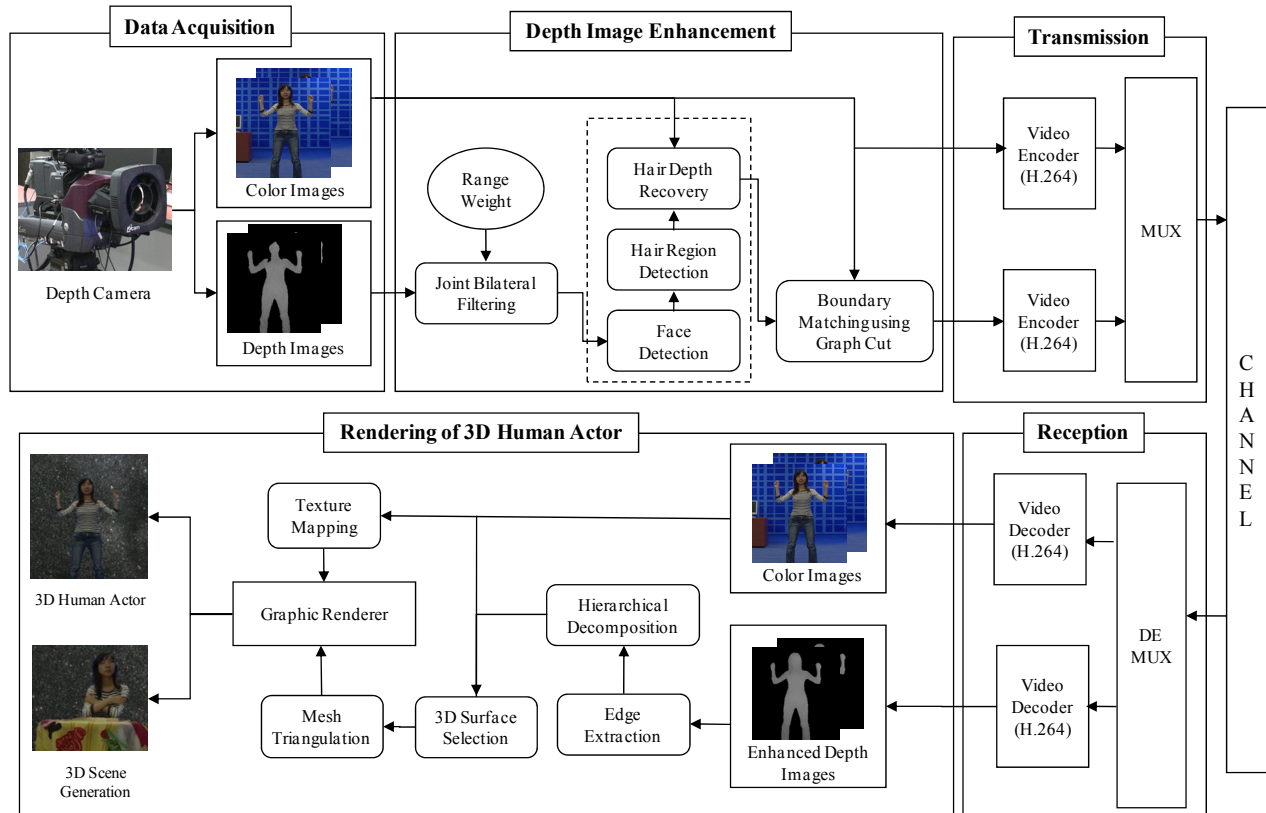 Data Acquisition
Depth Image Enhancement
Transmission
Color Images
Depth Camera
Depth Images
Range
Weight
Joint Bilateral
Filtering
Hair Depth
Recovery
Hair Region
Detection
Face
Detection
Boundary
Matching using
Graph Cut
Video
Encoder
(H.264)
Video
Encoder
(H.264)
MUX
C
H
A
N
N
E
L
Rendering of 3D Human Actor
Reception
3D Human Actor
3D Scene
Generation
Texture
Mapping
Graphic Renderer
Mesh
Triangulation
3D Surface
Selection
Hierarchical
Decomposition
Edge
Extraction
Color Images
Enhanced Depth
Images
Video
Decoder
(H.264)
Video
Decoder
(H.264)
DE
MUX